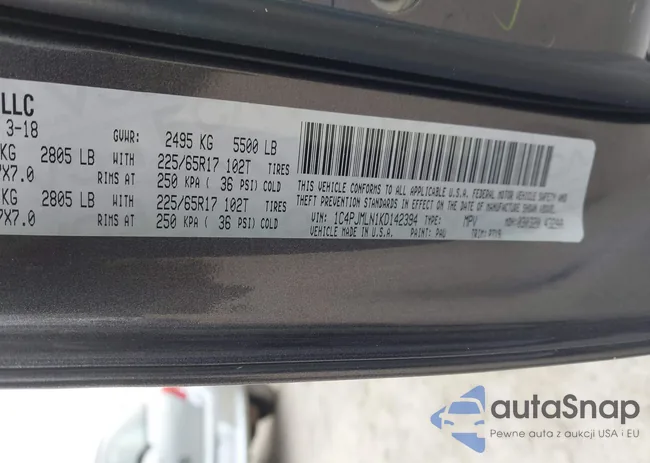 LLC
3-18 GVWR: 2495 KG 5500 LB
KG 2805 LB WITH 225/65R17 102T TIRES
7X7.0 RIMS AT 250 KPA ( 36 PSI) COLD
KG 2805 LB WITH 225/65R17 102T TIRES
7X7.0 RIMS AT 250 KPA ( 36 PSI) COLD
THIS VEHICLE CONFORMS TO ALL APPLICABLE U.S.A. FEDERAL MOTOR VEHICLE SAFETY AND
THEFT PREVENTION STANDARDS IN EFFECT ON THE DATE OF MANUFACTURE SHOWN ABOVE.
VIN: 1C4PJMLN1KD142394 TYPE: MPV MDH:
VEHICLE MADE IN U.S.A. PAINT: PAU TRIM:
autaSnap
Pewne auta z aukcji USA i EU